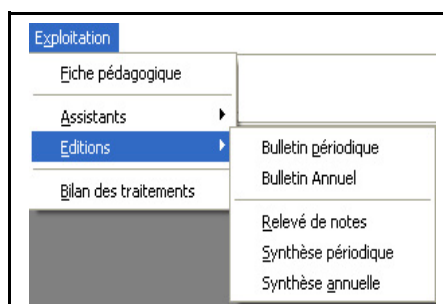 Exploitation
Fiche pédagogique
Assistants
Editions
Bilan des traitements
Bulletin périodique
Bulletin Annuel
Relevé de notes
Synthèse périodique
Synthèse annuelle